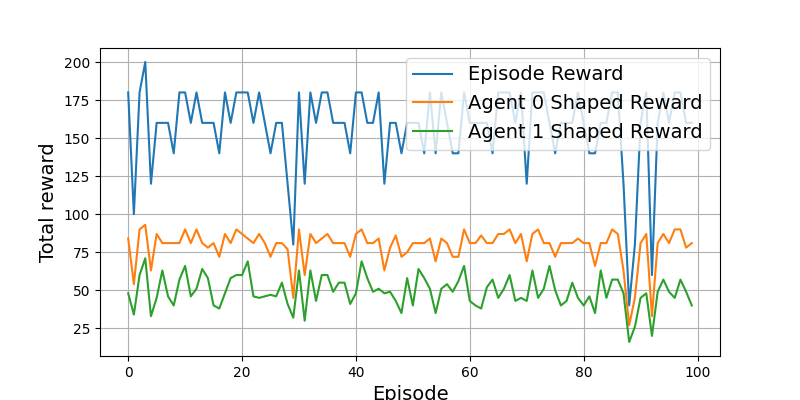 200
175
150
125
100
75
50
25
Total reward
Episode Reward
Agent 0 Shaped Reward
Agent 1 Shaped Reward
0 20 40 60 80 100
Episode